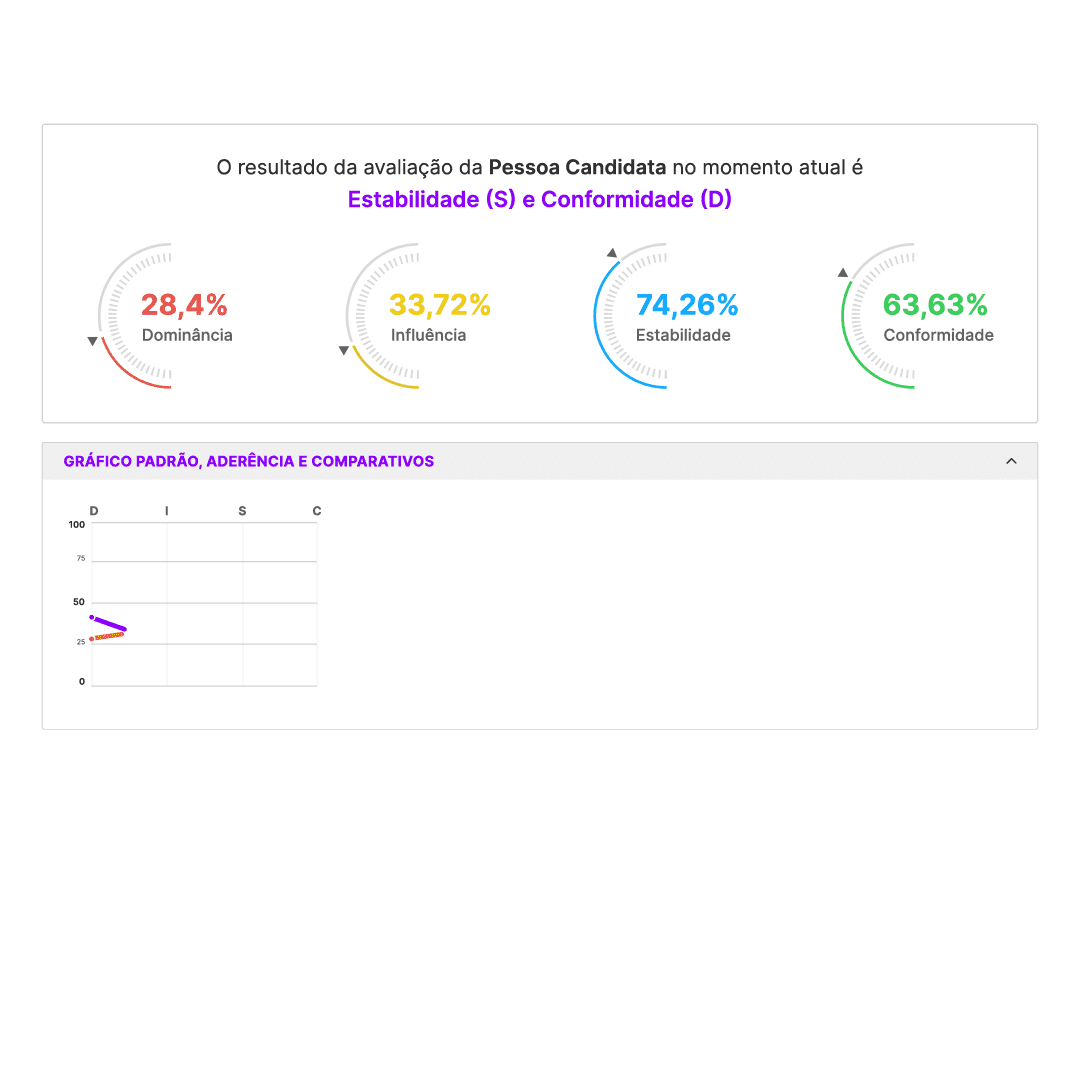 O resultado da avaliação da Pessoa Candidata no momento atual é
Estabilidade (S) e Conformidade (D)
28,4%
Dominância
33,72%
Influência
74,26%
Estabilidade
63,63%
Conformidade
GRÁFICO PADRÃO, ADERÊNCIA E COMPARATIVOS
D I S C
100
75
50
25
0